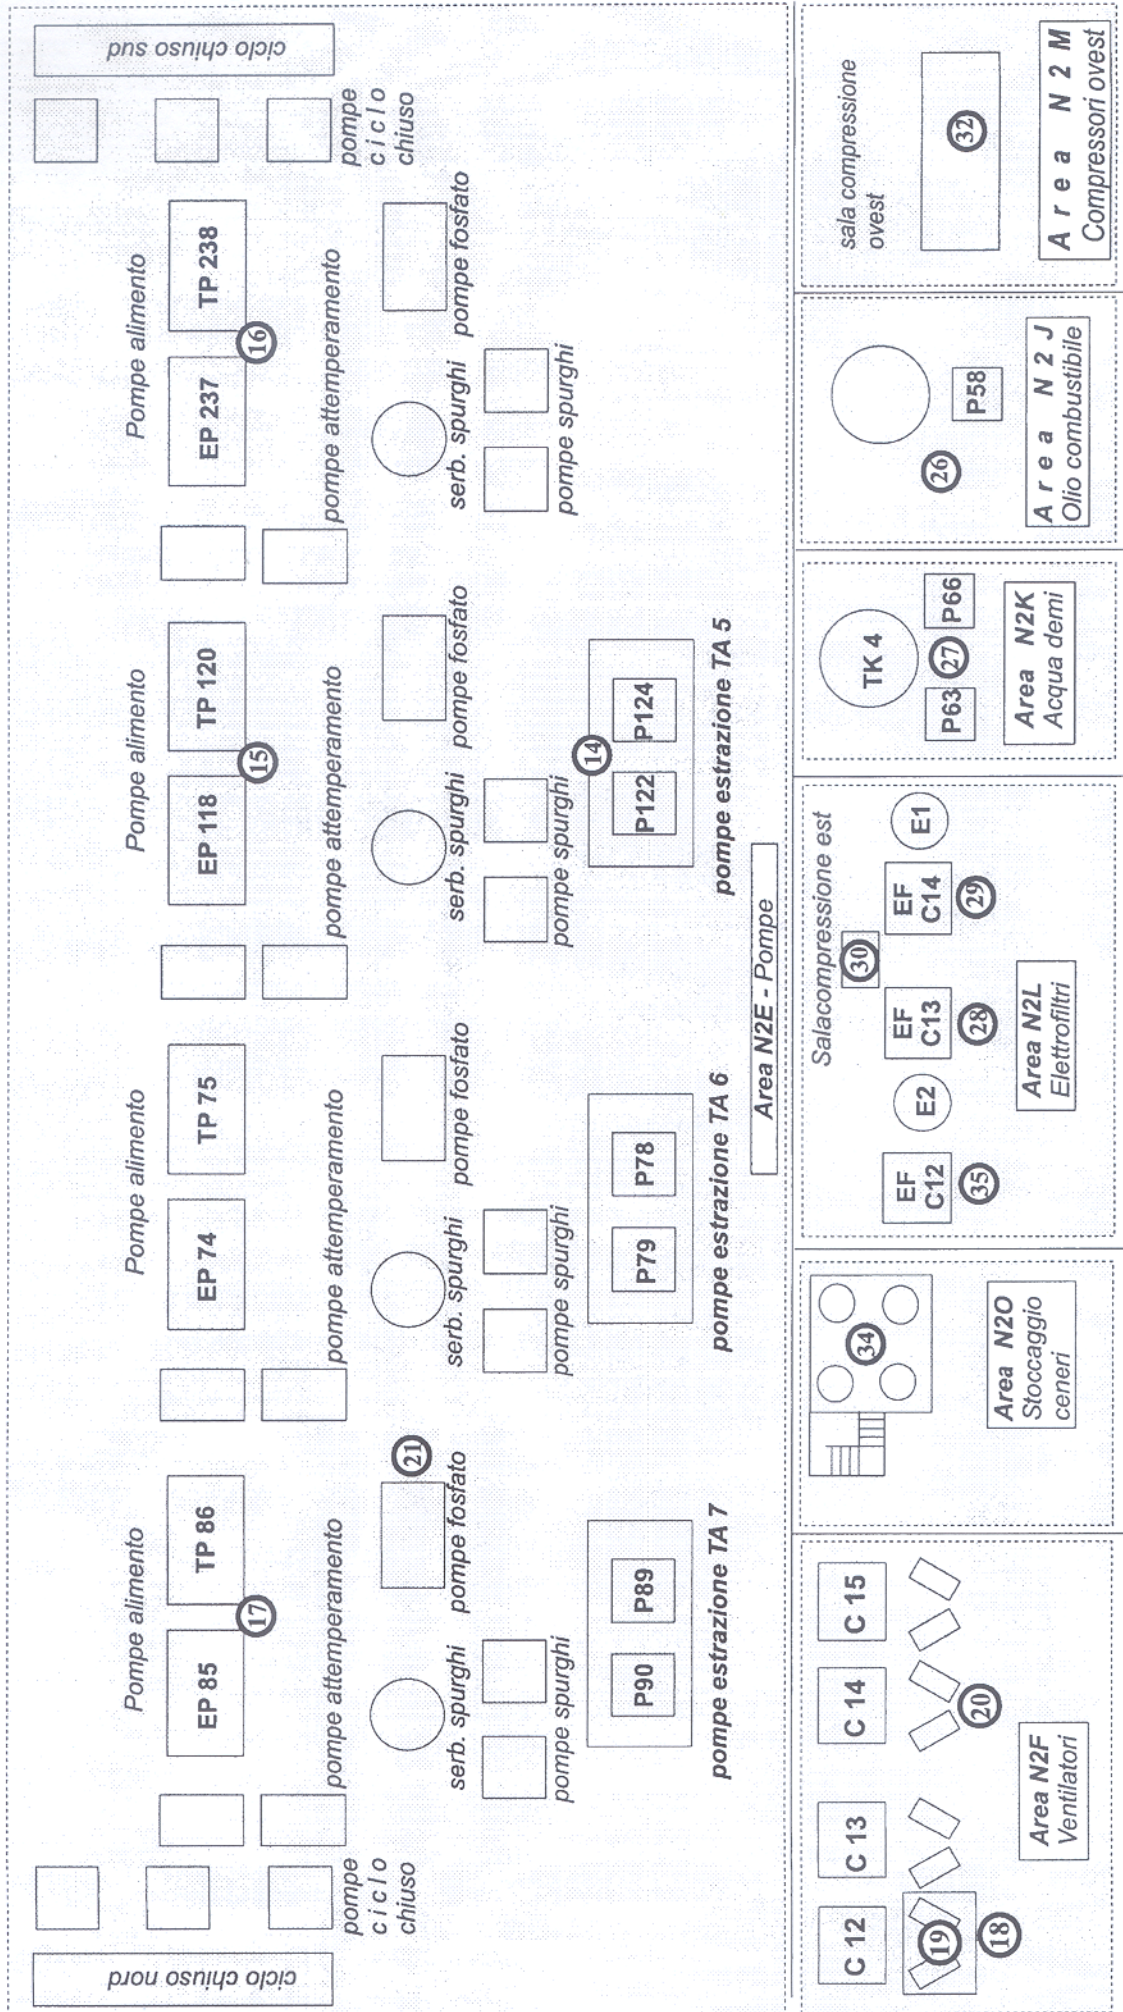 ciclo chiuso nord
ciclo chiuso sud
pompe
ciclo
chiuso
Pompe alimento
EP 85
TP 86
17
pompe attemperamento
Pompe alimento
EP 74
TP 75
pompe attemperamento
Pompe alimento
EP 118
TP 120
15
pompe attemperamento
Pompe alimento
EP 237
TP 238
16
pompe attemperamento
pompe
ciclo
chiuso
serb. spurghi
pompe fosfato
21
pompe spurghi
serb. spurghi
pompe fosfato
pompe spurghi
serb. spurghi
pompe fosfato
pompe spurghi
serb. spurghi
pompe fosfato
pompe spurghi
P90
P89
pompe estrazione TA 7
P79
P78
pompe estrazione TA 6
14
P122
P124
pompe estrazione TA 5
Area N2E - Pompe
C 12
C 13
C 14
C 15
19
18
20
Area N2F
Ventilatori
34
Area N2O
Stoccaggio
ceneri
Salacompressione est
30
EF
C12
E2
EF
C13
EF
C14
E1
35
28
29
Area N2L
Elettrofiltri
TK 4
P63
27
P66
Area N2K
Acqua demi
26
P58
Area N2J
Olio combustibile
sala compressione
ovest
32
Area N2M
Compressori ovest